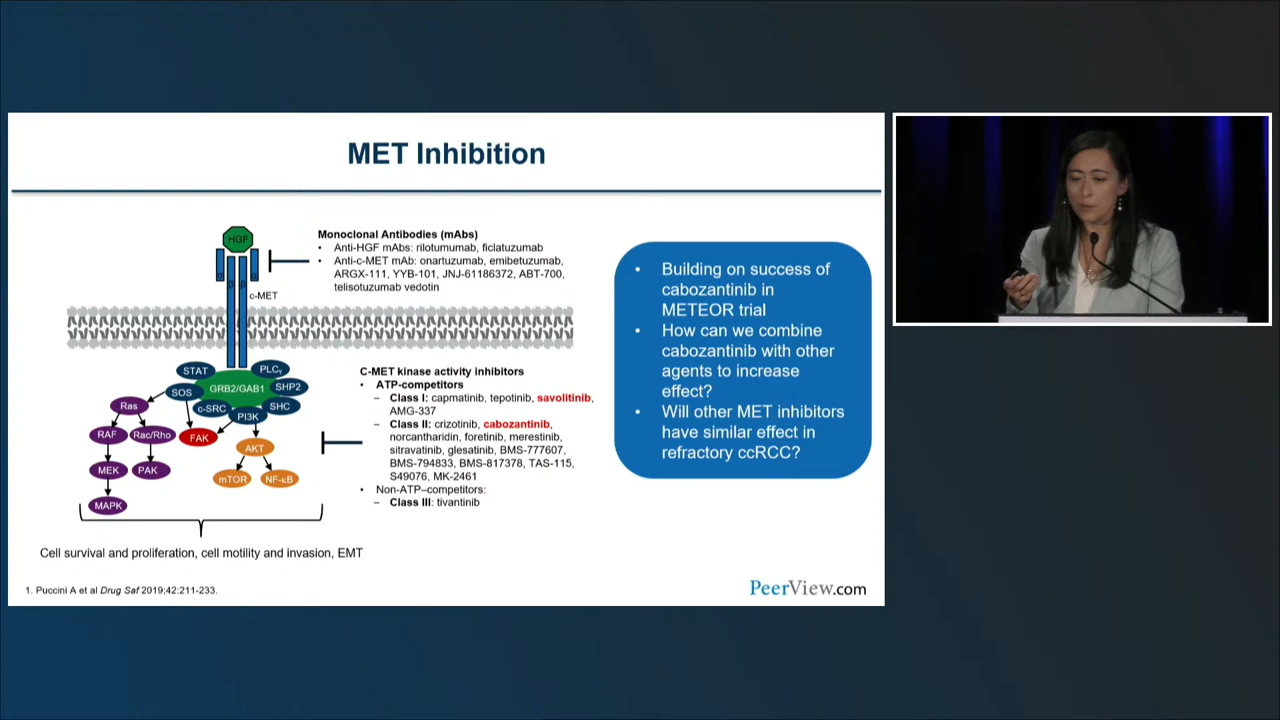 MET Inhibition
HGF
Monoclonal Antibodies (mAbs)
• Anti-HGF mAbs: rilotumumab, ficlatuzumab
• Anti-c-MET mAb: onartuzumab, emibetuzumab,
ARGX-111, YYB-101, JNJ-61186372, ABT-700,
telisotuzumab vedotin
c-MET
STAT
PLCγ
SOS
GRB2/GAB1
SHP2
c-SRC
SHC
PI3K
Ras
RAF
Rac/Rho
FAK
AKT
MEK
PAK
mTOR
NF-κB
MAPK
Cell survival and proliferation, cell motility and invasion, EMT
C-MET kinase activity inhibitors
• ATP-competitors
– Class I: capmatinib, tepotinib, savolitinib,
AMG-337
– Class II: crizotinib, cabozantinib,
norcantharidin, foretinib, merestinib,
sitravatinib, glesatinib, BMS-777607,
BMS-794833, BMS-817378, TAS-115,
S49076, MK-2461
• Non-ATP–competitors:
– Class III: tivantinib
• Building on success of
cabozantinib in
METEOR trial
• How can we combine
cabozantinib with other
agents to increase
effect?
• Will other MET inhibitors
have similar effect in
refractory ccRCC?
1. Puccini A et al Drug Saf 2019;42:211-233.
PeerView.com